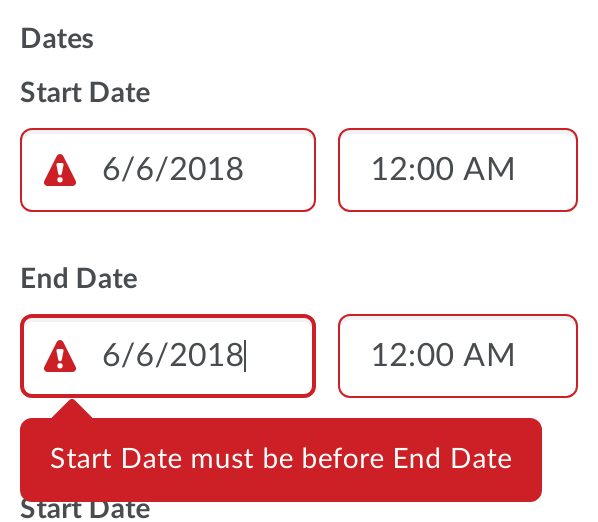 Dates
Start Date
6/6/2018 12:00 AM
End Date
6/6/2018 12:00 AM
Start Date must be before End Date
Start Date